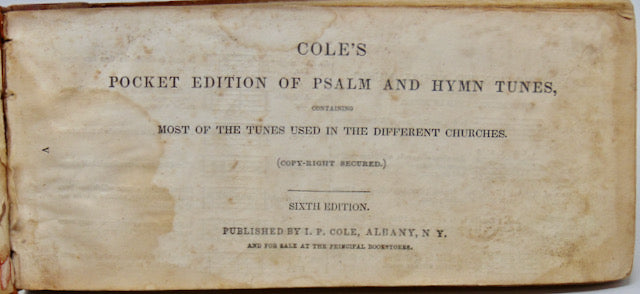 COLE'S
POCKET EDITION OF PSALM AND HYMN TUNES,
CONTAINING
MOST OF THE TUNES USED IN THE DIFFERENT CHURCHES.
(COPY-RIGHT SECURED.)
SIXTH EDITION.
PUBLISHED BY I. P. COLE, ALBANY, N Y.
AND FOR SALE AT THE PRINCIPAL BOOKSTORES.